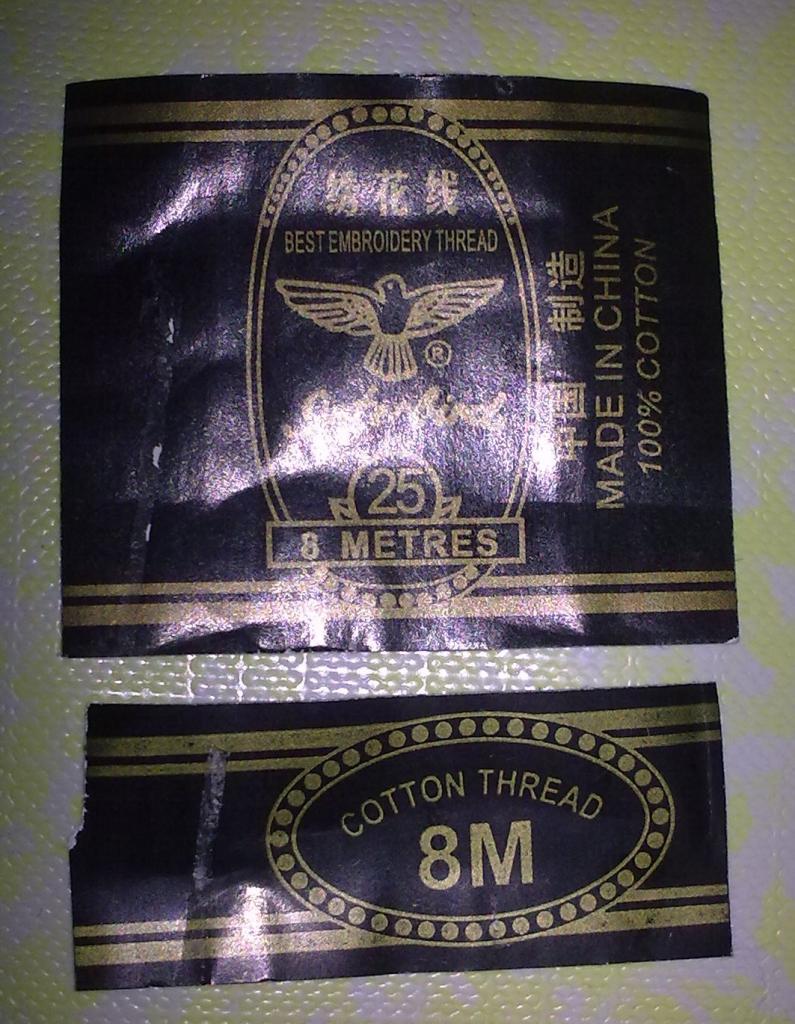 绣花线
BEST EMBROIDERY THREAD
®
25
8 METRES
中国 制造
MADE IN CHINA
100% COTTON
COTTON THREAD
8M